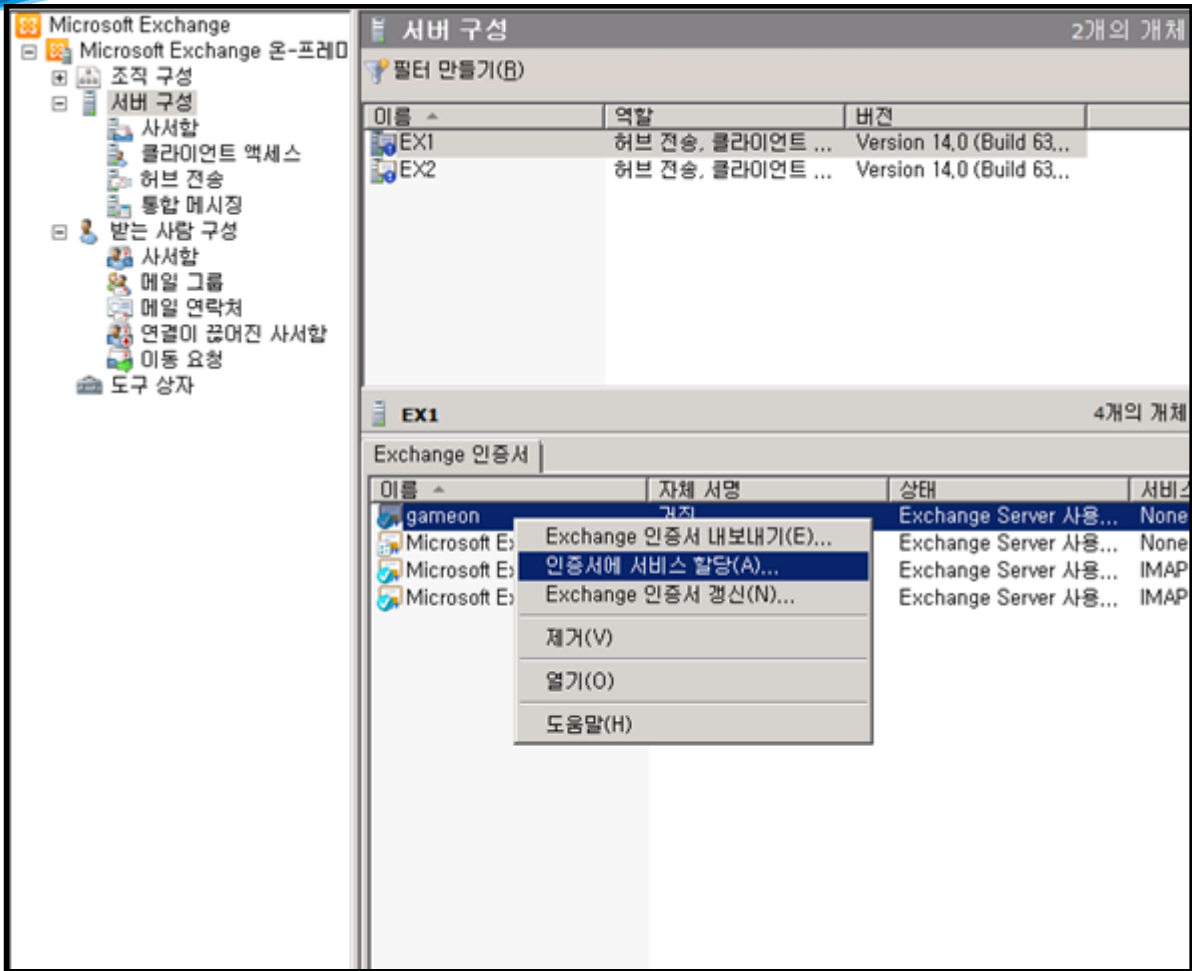 Microsoft Exchange
Microsoft Exchange 온-프레미
조직 구성
서버 구성
사서함
클라이언트 액세스
허브 전송
통합 메시징
받는 사람 구성
사서함
메일 그룹
메일 연락처
연결이 끊어진 사서함
이동 요청
도구 상자
서버 구성 2개의 개체
필터 만들기(R)
이름 역할 버전
EX1 허브 전송, 클라이언트 ... Version 14.0 (Build 63...
EX2 허브 전송, 클라이언트 ... Version 14.0 (Build 63...
EX1 4개의 개체
Exchange 인증서
이름 자체 서명 상태 서비스
gameon 거짓 Exchange Server 사용... None
Microsoft Ex Exchange Server 사용... None
Microsoft Ex Exchange Server 사용... IMAP
Microsoft Ex Exchange Server 사용... IMAP
Exchange 인증서 내보내기(E)...
인증서에 서비스 할당(A)...
Exchange 인증서 갱신(N)...
제거(V)
열기(O)
도움말(H)